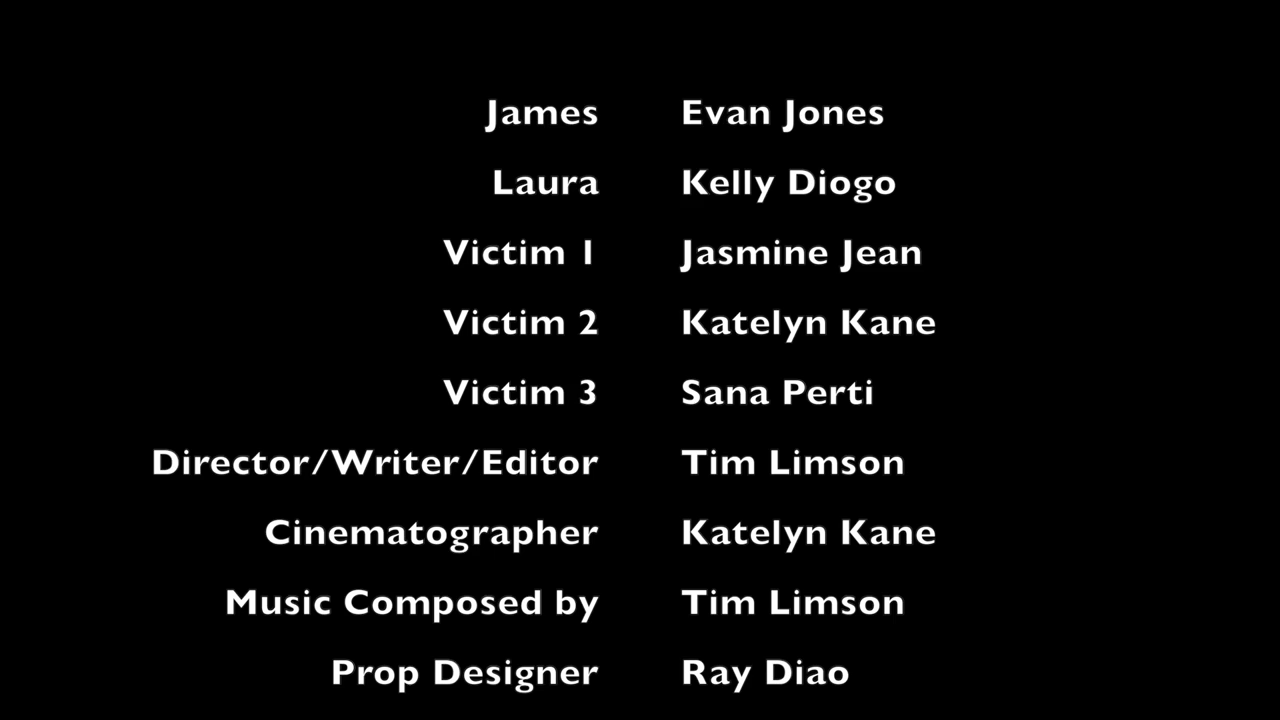 James Evan Jones
Laura Kelly Diogo
Victim 1 Jasmine Jean
Victim 2 Katelyn Kane
Victim 3 Sana Perti
Director/Writer/Editor Tim Limson
Cinematographer Katelyn Kane
Music Composed by Tim Limson
Prop Designer Ray Diao